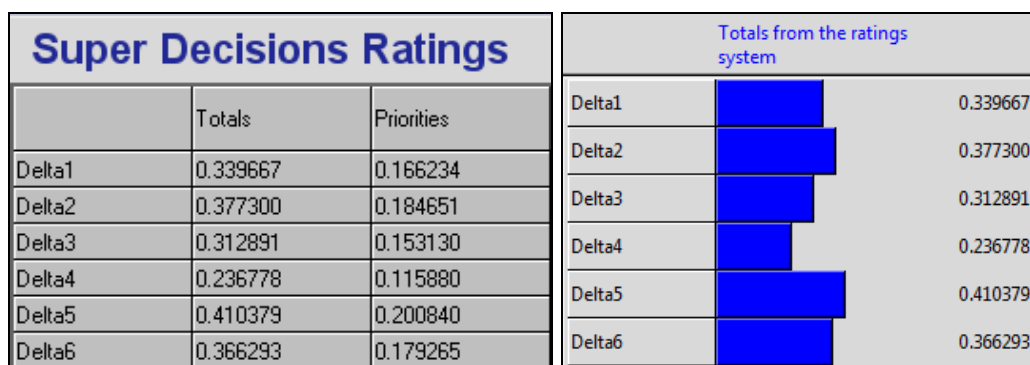 Super Decisions Ratings
Totals Priorities
Delta1 0.339667 0.166234
Delta2 0.377300 0.184651
Delta3 0.312891 0.153130
Delta4 0.236778 0.115880
Delta5 0.410379 0.200840
Delta6 0.366293 0.179265
Totals from the ratings
system
Delta1 0.339667
Delta2 0.377300
Delta3 0.312891
Delta4 0.236778
Delta5 0.410379
Delta6 0.366293